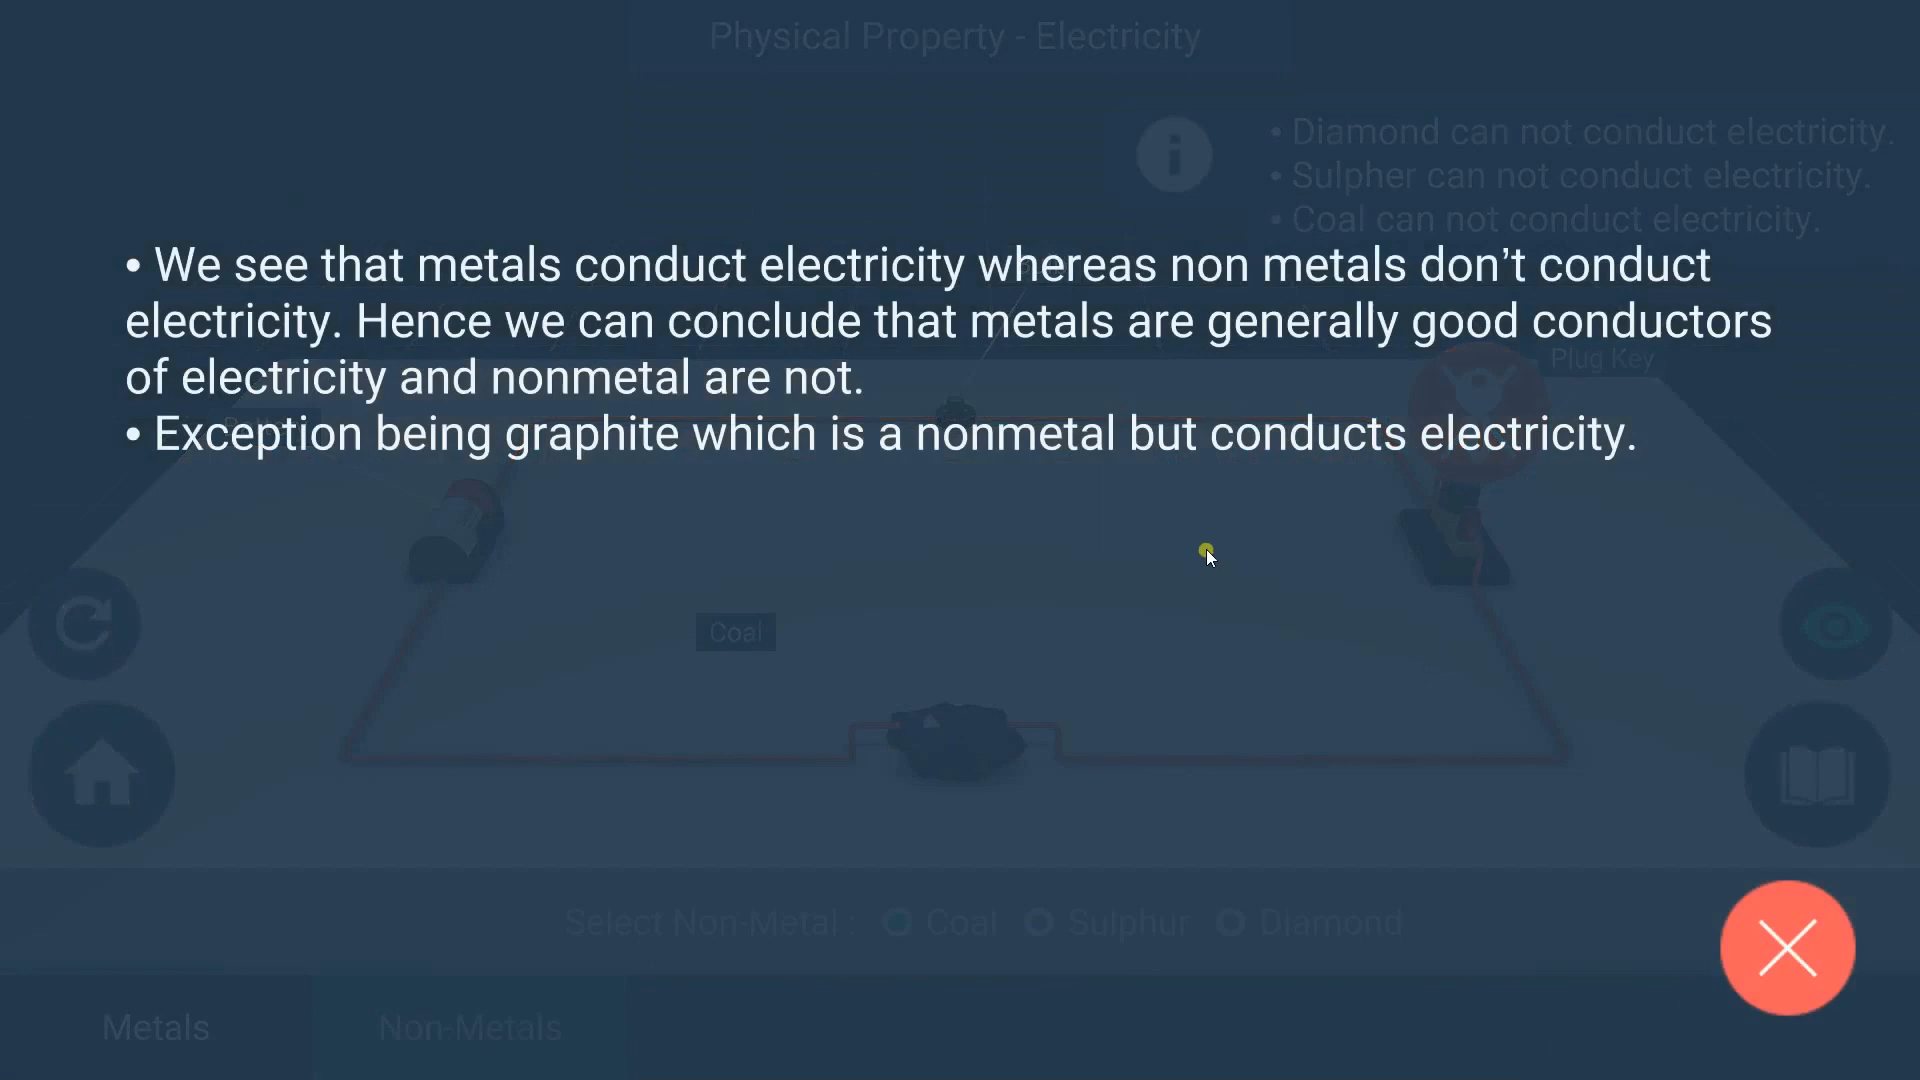 Physical Property - Electricity
• Diamond can not conduct electricity.
• Sulpher can not conduct electricity.
• Coal can not conduct electricity.
• We see that metals conduct electricity whereas non metals don’t conduct
electricity. Hence we can conclude that metals are generally good conductors
of electricity and nonmetal are not.
• Exception being graphite which is a nonmetal but conducts electricity.
Plug Key
Coal
Select Non-Metal : Coal Sulphur Diamond
Metals Non-Metals